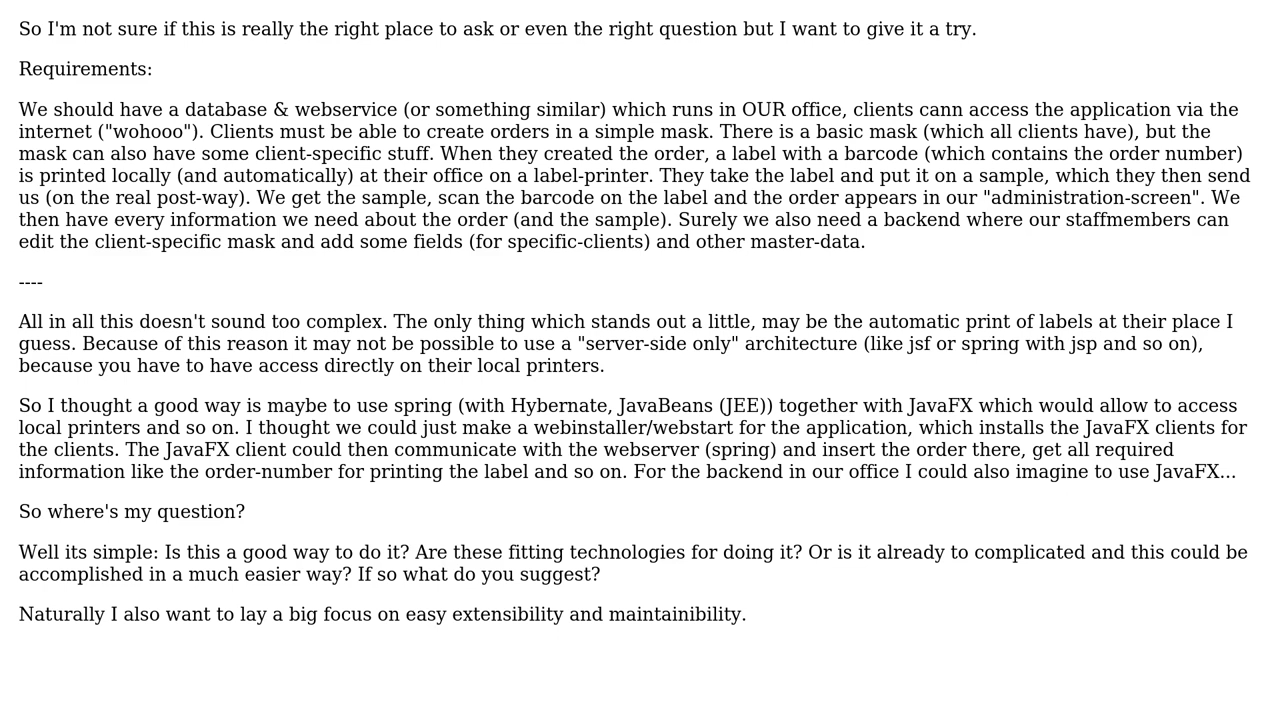 So I'm not sure if this is really the right place to ask or even the right question but I want to give it a try.
Requirements:
We should have a database & webservice (or something similar) which runs in OUR office, clients cann access the application via the
internet ("wohooo"). Clients must be able to create orders in a simple mask. There is a basic mask (which all clients have), but the
mask can also have some client-specific stuff. When they created the order, a label with a barcode (which contains the order number)
is printed locally (and automatically) at their office on a label-printer. They take the label and put it on a sample, which they then send
us (on the real post-way). We get the sample, scan the barcode on the label and the order appears in our "administration-screen". We
then have every information we need about the order (and the sample). Surely we also need a backend where our staffmembers can
edit the client-specific mask and add some fields (for specific-clients) and other master-data.
----
All in all this doesn't sound too complex. The only thing which stands out a little, may be the automatic print of labels at their place I
guess. Because of this reason it may not be possible to use a "server-side only" architecture (like jsf or spring with jsp and so on),
because you have to have access directly on their local printers.
So I thought a good way is maybe to use spring (with Hybernate, JavaBeans (JEE)) together with JavaFX which would allow to access
local printers and so on. I thought we could just make a webinstaller/webstart for the application, which installs the JavaFX clients for
the clients. The JavaFX client could then communicate with the webserver (spring) and insert the order there, get all required
information like the order-number for printing the label and so on. For the backend in our office I could also imagine to use JavaFX...
So where's my question?
Well its simple: Is this a good way to do it? Are these fitting technologies for doing it? Or is it already to complicated and this could be
accomplished in a much easier way? If so what do you suggest?
Naturally I also want to lay a big focus on easy extensibility and maintainibility.